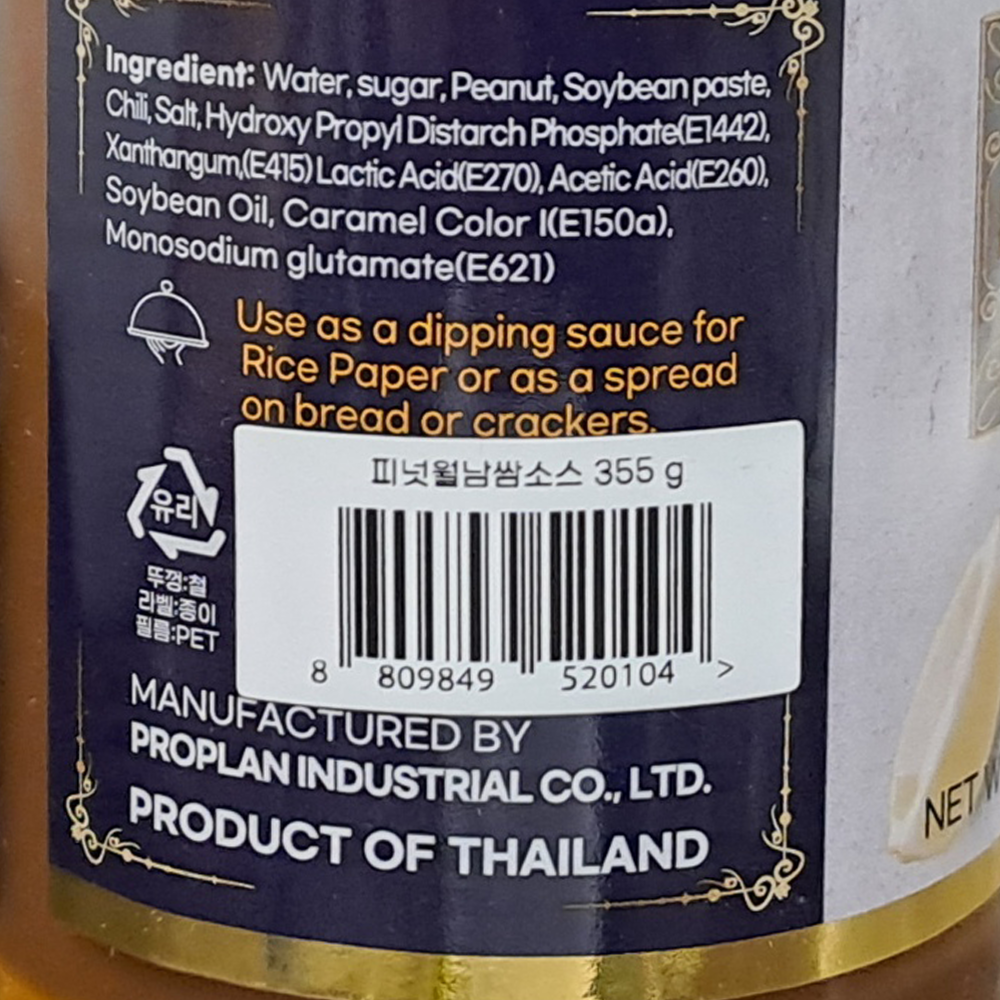 Ingredient: Water, sugar, Peanut, Soybean paste,
Chili, Salt, Hydroxy Propyl Distarch Phosphate(E1442),
Xanthangum,(E415) Lactic Acid(E270), Acetic Acid(E260),
Soybean Oil, Caramel Color I(E150a),
Monosodium glutamate(E621)
Use as a dipping sauce for
Rice Paper or as a spread
on bread or crackers.
피넛월남쌈소스 355 g
8 809849 520104 >
유리
뚜껑:철
라벨:종이
필름:PET
MANUFACTURED BY
PROPLAN INDUSTRIAL CO., LTD.
PRODUCT OF THAILAND
NET